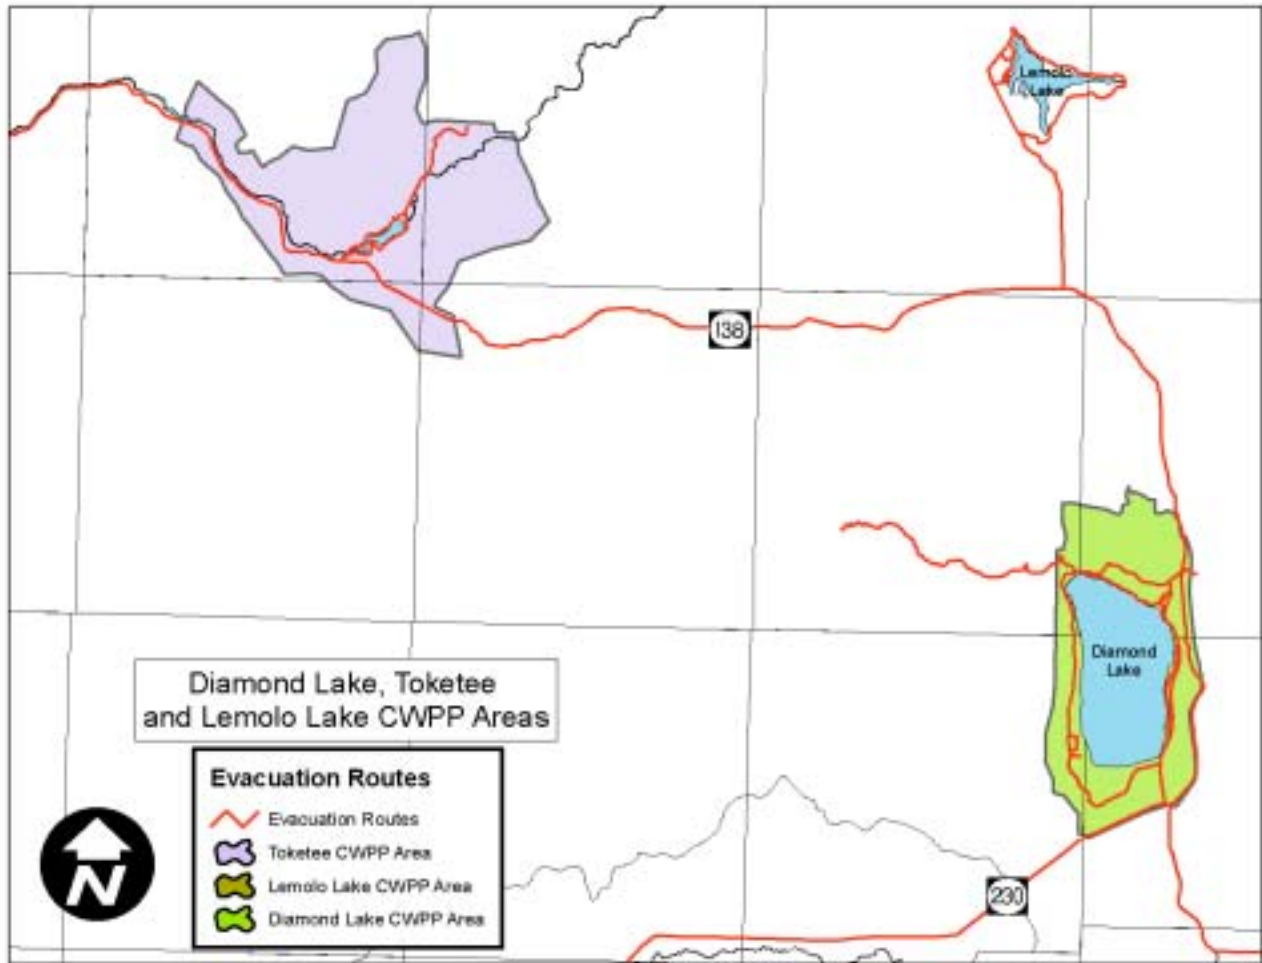 Lemolo
Lake
138
Diamond
Lake
Diamond Lake, Toketee
and Lemolo Lake CWPP Areas
Evacuation Routes
Evacuation Routes
Toketee CWPP Area
Lemolo Lake CWPP Area
Diamond Lake CWPP Area
N
230